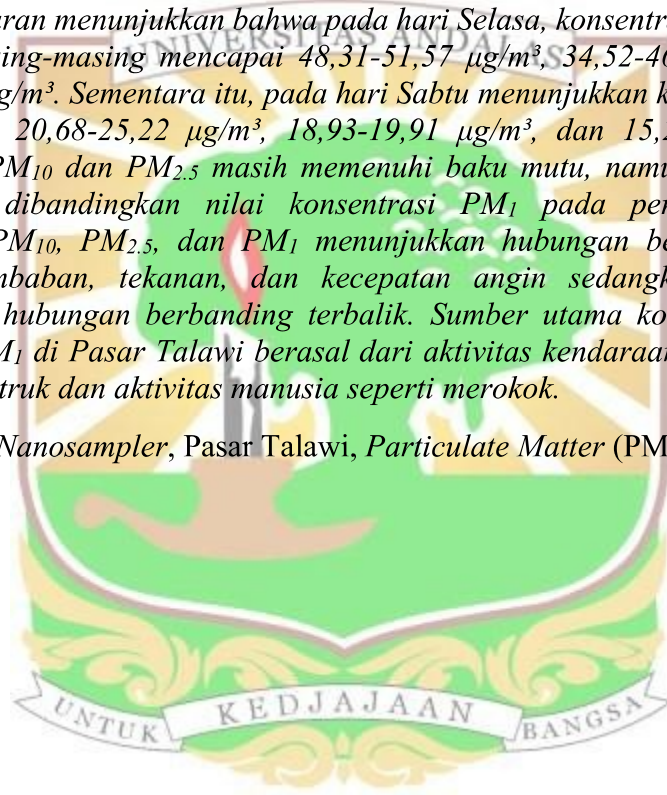 aran menunjukkan bahwa pada hari Selasa, konsentr
UNIVERSITAS ANDALAS
ing-masing mencapai 48,31-51,57 μg/m³, 34,52-40
g/m³. Sementara itu, pada hari Sabtu menunjukkan k
20,68-25,22 μg/m³, 18,93-19,91 μg/m³, dan 15,2
PM10 dan PM2.5 masih memenuhi baku mutu, namu
dibandingkan nilai konsentrasi PM1 pada pen
PM10, PM2.5, dan PM1 menunjukkan hubungan be
mbaban, tekanan, dan kecepatan angin sedangk
hubungan berbanding terbalik. Sumber utama ko
M1 di Pasar Talawi berasal dari aktivitas kendaraan
truk dan aktivitas manusia seperti merokok.
Nanosampler, Pasar Talawi, Particulate Matter (PM
UNTUK KEDJAJAAN BANGSA